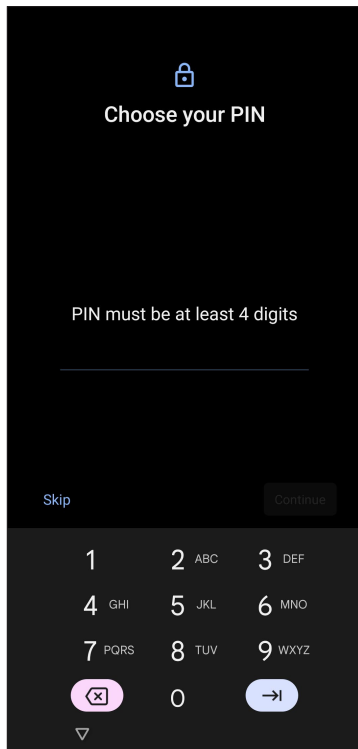 Choose your PIN
PIN must be at least 4 digits
Skip Continue
1 2 ABC 3 DEF
4 GHI 5 JKL 6 MNO
7 PQRS 8 TUV 9 WXYZ
0